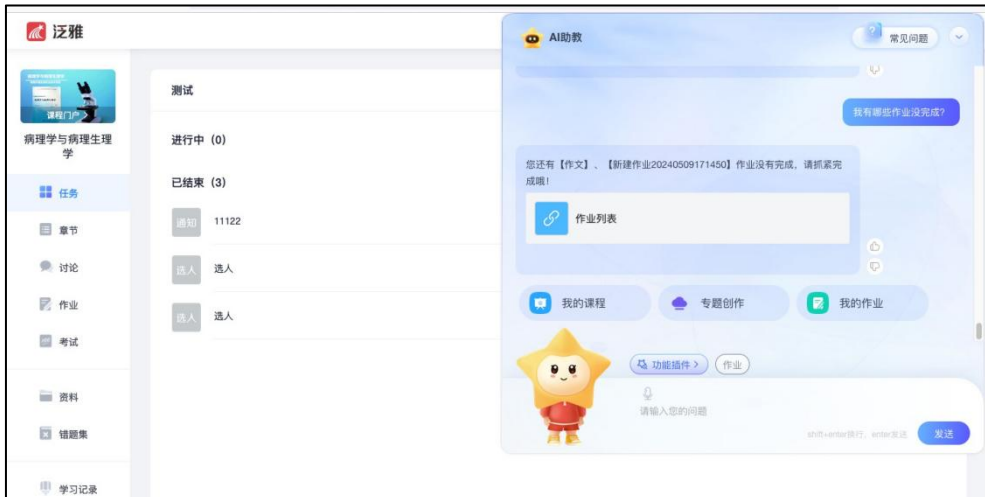 泛雅
课程门户
病理学与病理生理
学
任务
章节
讨论
作业
考试
资料
错题集
学习记录
测试
进行中（0）
已结束（3）
通知 11122
选人 选人
选人 选人
AI助教
常见问题
我有哪些作业没完成?
您还有【作文】、【新建作业20240509171450】作业没有完成，请抓紧完
成哦！
作业列表
我的课程
专题创作
我的作业
功能插件 >
作业
请输入您的问题
shift+enter换行，enter发送
发送